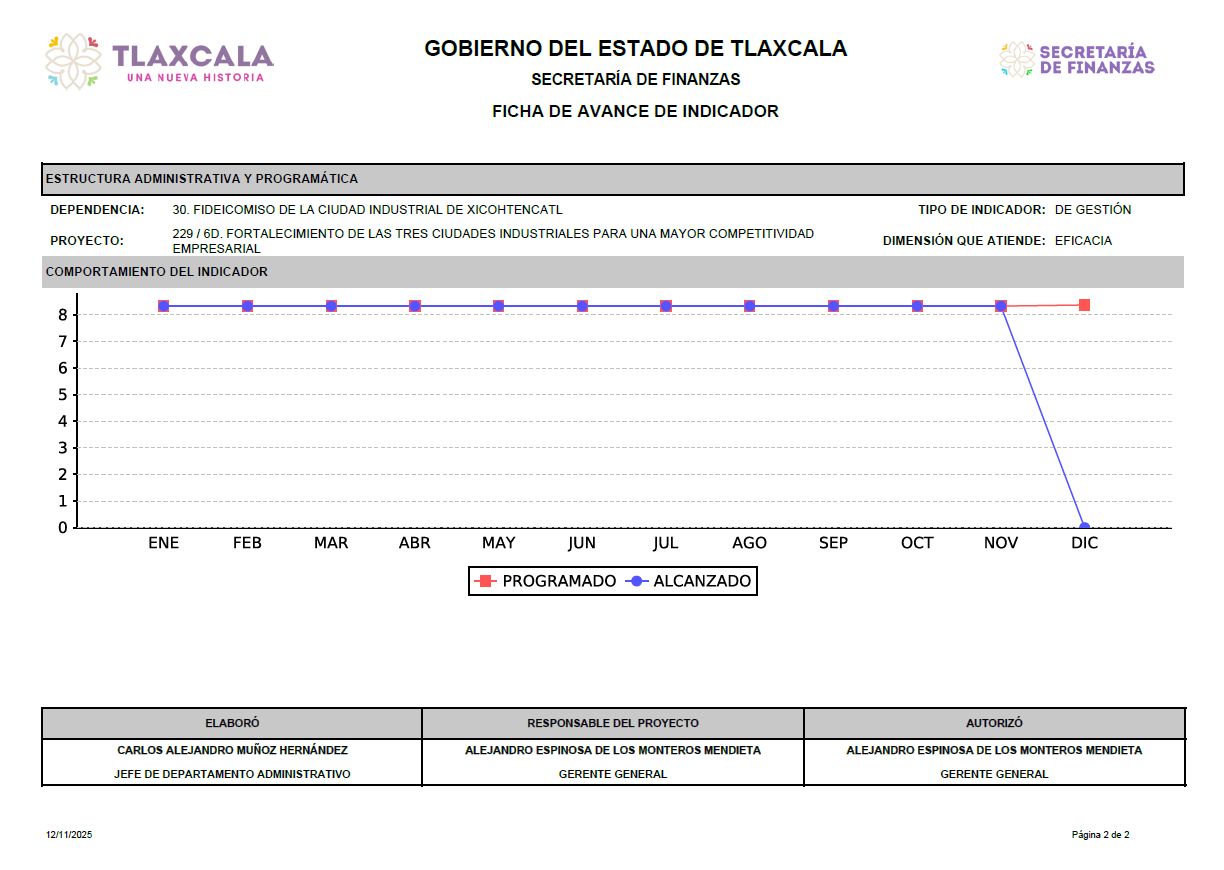 TLAXCALA
UNA NUEVA HISTORIA
GOBIERNO DEL ESTADO DE TLAXCALA
SECRETARÍA DE FINANZAS
FICHA DE AVANCE DE INDICADOR
SECRETARÍA
DE FINANZAS
ESTRUCTURA ADMINISTRATIVA Y PROGRAMÁTICA
DEPENDENCIA: 30. FIDEICOMISO DE LA CIUDAD INDUSTRIAL DE XICOHTENCATL TIPO DE INDICADOR: DE GESTIÓN
PROYECTO: 229 / 6D. FORTALECIMIENTO DE LAS TRES CIUDADES INDUSTRIALES PARA UNA MAYOR COMPETITIVIDAD
EMPRESARIAL
DIMENSIÓN QUE ATIENDE: EFICACIA
COMPORTAMIENTO DEL INDICADOR
8
7
6
5
4
3
2
1
0
ENE FEB MAR ABR MAY JUN JUL AGO SEP OCT NOV DIC
PROGRAMADO ALCANZADO
ELABORÓ RESPONSABLE DEL PROYECTO AUTORIZÓ
CARLOS ALEJANDRO MUÑOZ HERNÁNDEZ ALEJANDRO ESPINOSA DE LOS MONTEROS MENDIETA ALEJANDRO ESPINOSA DE LOS MONTEROS MENDIETA
JEFE DE DEPARTAMENTO ADMINISTRATIVO GERENTE GENERAL GERENTE GENERAL
12/11/2025 Página 2 de 2